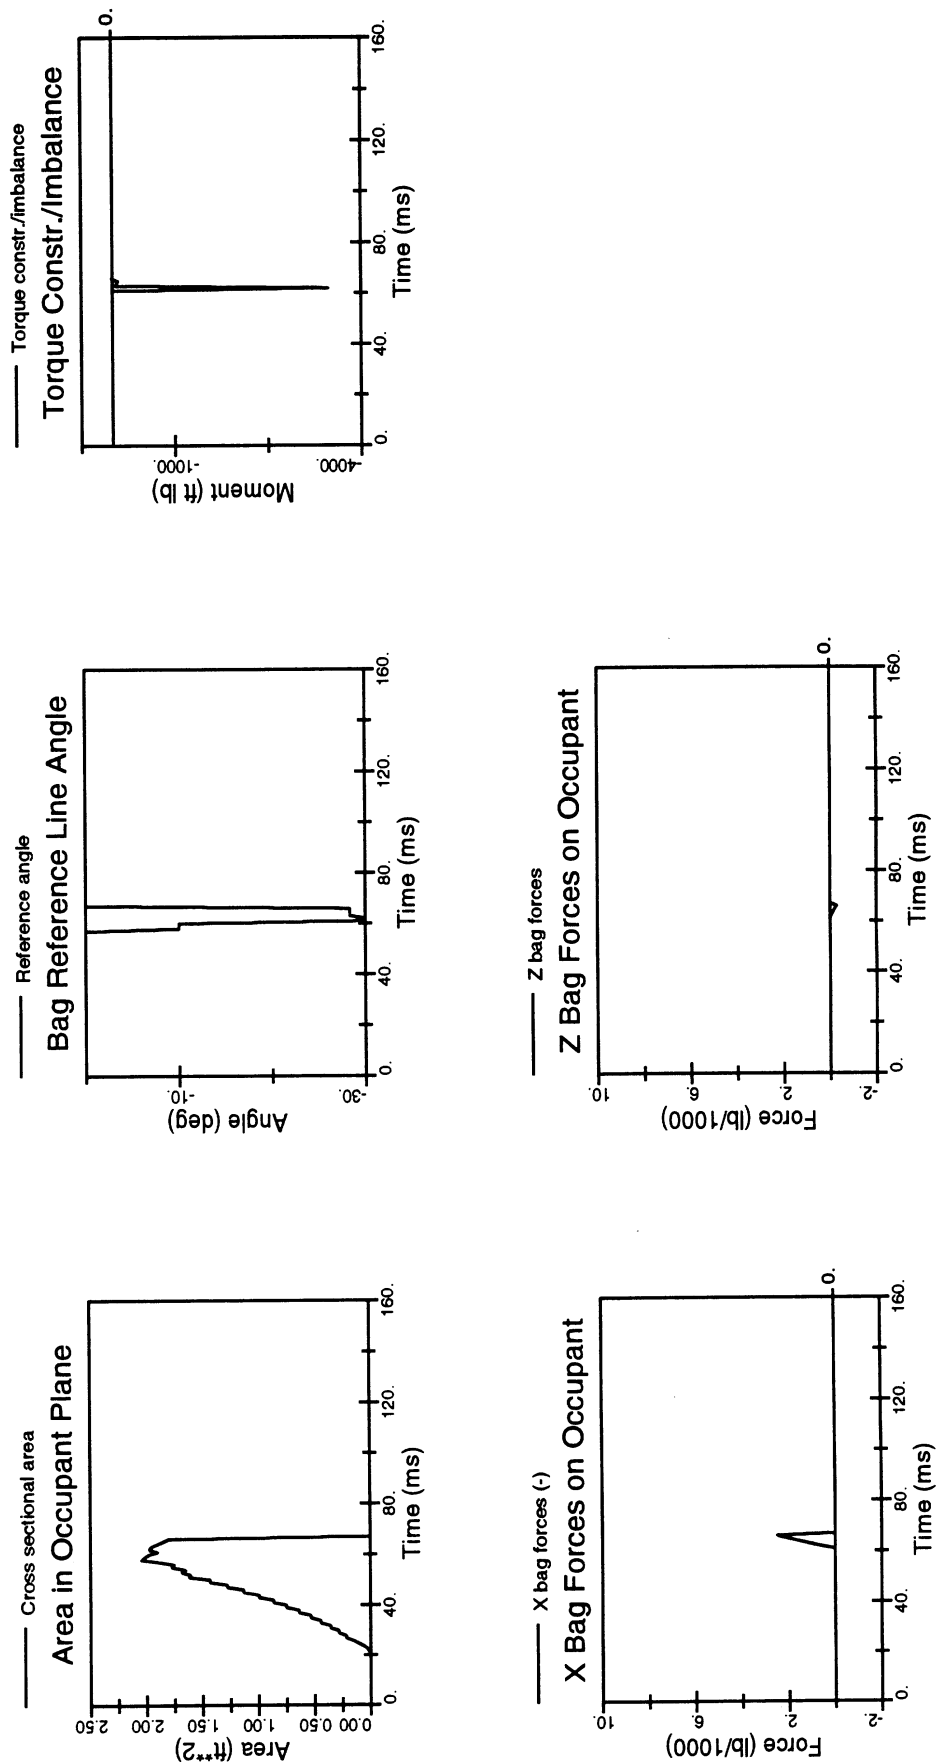 Cross sectional area
Area in Occupant Plane
2.50
2.00
1.50
1.00
0.50
0.00
Area (ft**2)
0. 40. 80. 120. 160.
Time (ms)
Reference angle
Bag Reference Line Angle
-10.
-30.
Angle (deg)
0. 40. 80. 120. 160.
Time (ms)
Torque constr./imbalance
Torque Constr./Imbalance
0.
-1000.
-4000.
Moment (ft lb)
0. 40. 80. 120. 160.
Time (ms)
X bag forces (-)
X Bag Forces on Occupant
10.
6.
2.
-2.
0.
Force (lb/1000)
0. 40. 80. 120. 160.
Time (ms)
Z bag forces
Z Bag Forces on Occupant
10.
6.
2.
-2.
0.
Force (lb/1000)
0. 40. 80. 120. 160.
Time (ms)